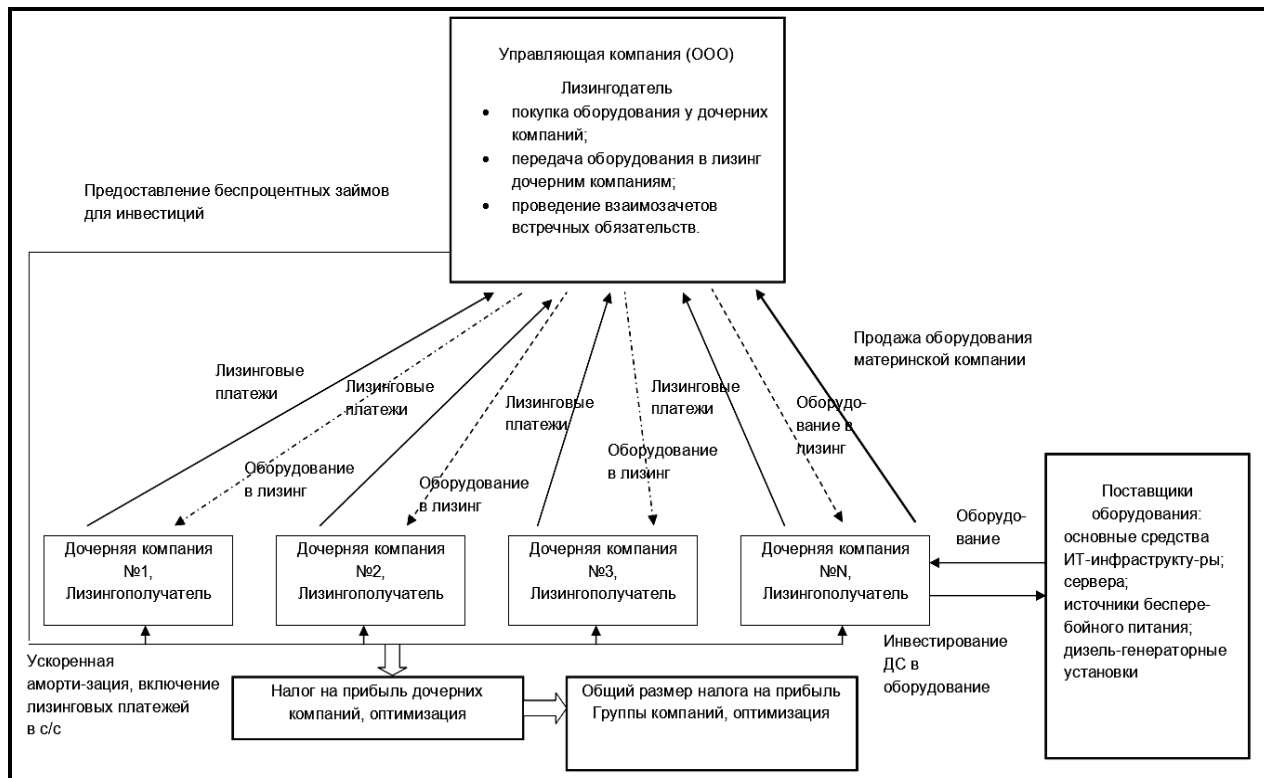 Управляющая компания (ООО)
Лизингодатель
• покупка оборудования у дочерних
компаний;
• передача оборудования в лизинг
дочерним компаниям;
• проведение взаимозачетов
встречных обязательств.
Предоставление беспроцентных займов
для инвестиций
Продажа оборудования
материнской компании
Лизинговые
платежи
Лизинговые
платежи
Лизинговые
платежи
Лизинговые
платежи
Оборудо-
вание в
лизинг
Оборудование
в лизинг
Оборудование
в лизинг
Оборудование
в лизинг
Дочерняя компания
№1,
Лизингополучатель
Дочерняя компания
№2,
Лизингополучатель
Дочерняя компания
№3,
Лизингополучатель
Дочерняя компания
№N,
Лизингополучатель
Оборудо-
вание
Поставщики
оборудования:
основные средства
ИТ-инфраструкту-ры;
сервера;
источники беспере-
бойного питания;
дизель-генераторные
установки
Инвестирование
ДС в
оборудование
Ускоренная
аморти-зация, включение
лизинговых платежей
в с/с
Налог на прибыль дочерних
компаний, оптимизация
Общий размер налога на прибыль
Группы компаний, оптимизация